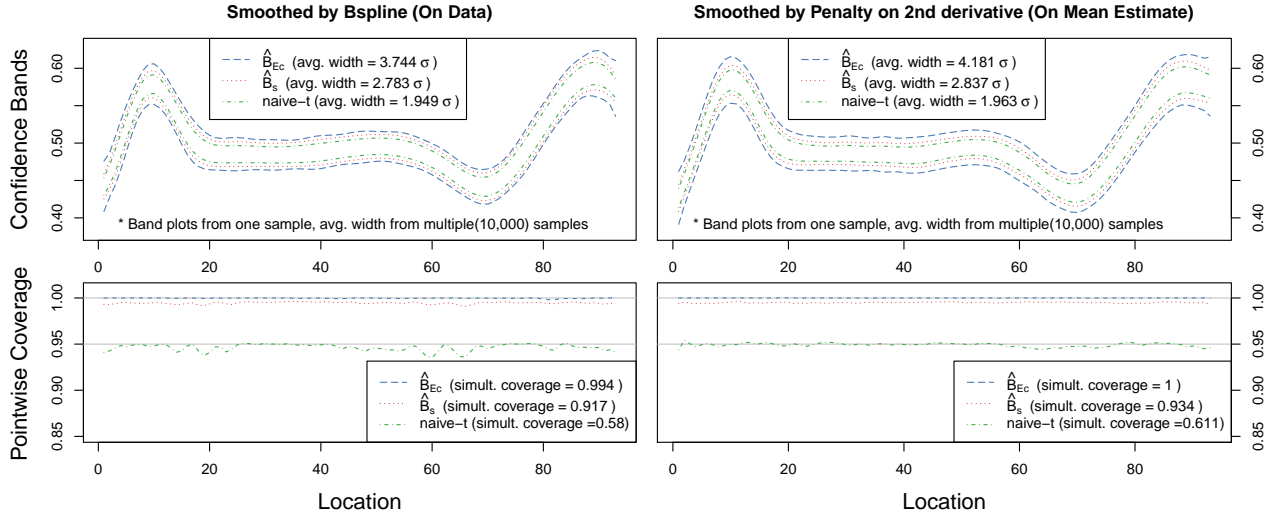 Smoothed by Bspline (On Data)
Smoothed by Penalty on 2nd derivative (On Mean Estimate)
Confidence Bands
0.40
0.50
0.60
B̂Ec (avg. width = 3.744 σ )
B̂s (avg. width = 2.783 σ )
naive−t (avg. width = 1.949 σ )
* Band plots from one sample, avg. width from multiple(10,000) samples
0 20 40 60 80
B̂Ec (avg. width = 4.181 σ )
B̂s (avg. width = 2.837 σ )
naive−t (avg. width = 1.963 σ )
* Band plots from one sample, avg. width from multiple(10,000) samples
0 20 40 60 80
0.40
0.50
0.60
Pointwise Coverage
0.85
0.90
0.95
1.00
B̂Ec (simult. coverage = 0.994 )
B̂s (simult. coverage = 0.917 )
naive−t (simult. coverage =0.58)
0 20 40 60 80
Location
B̂Ec (simult. coverage = 1 )
B̂s (simult. coverage = 0.934 )
naive−t (simult. coverage =0.611)
0 20 40 60 80
Location
0.85
0.90
0.95
1.00